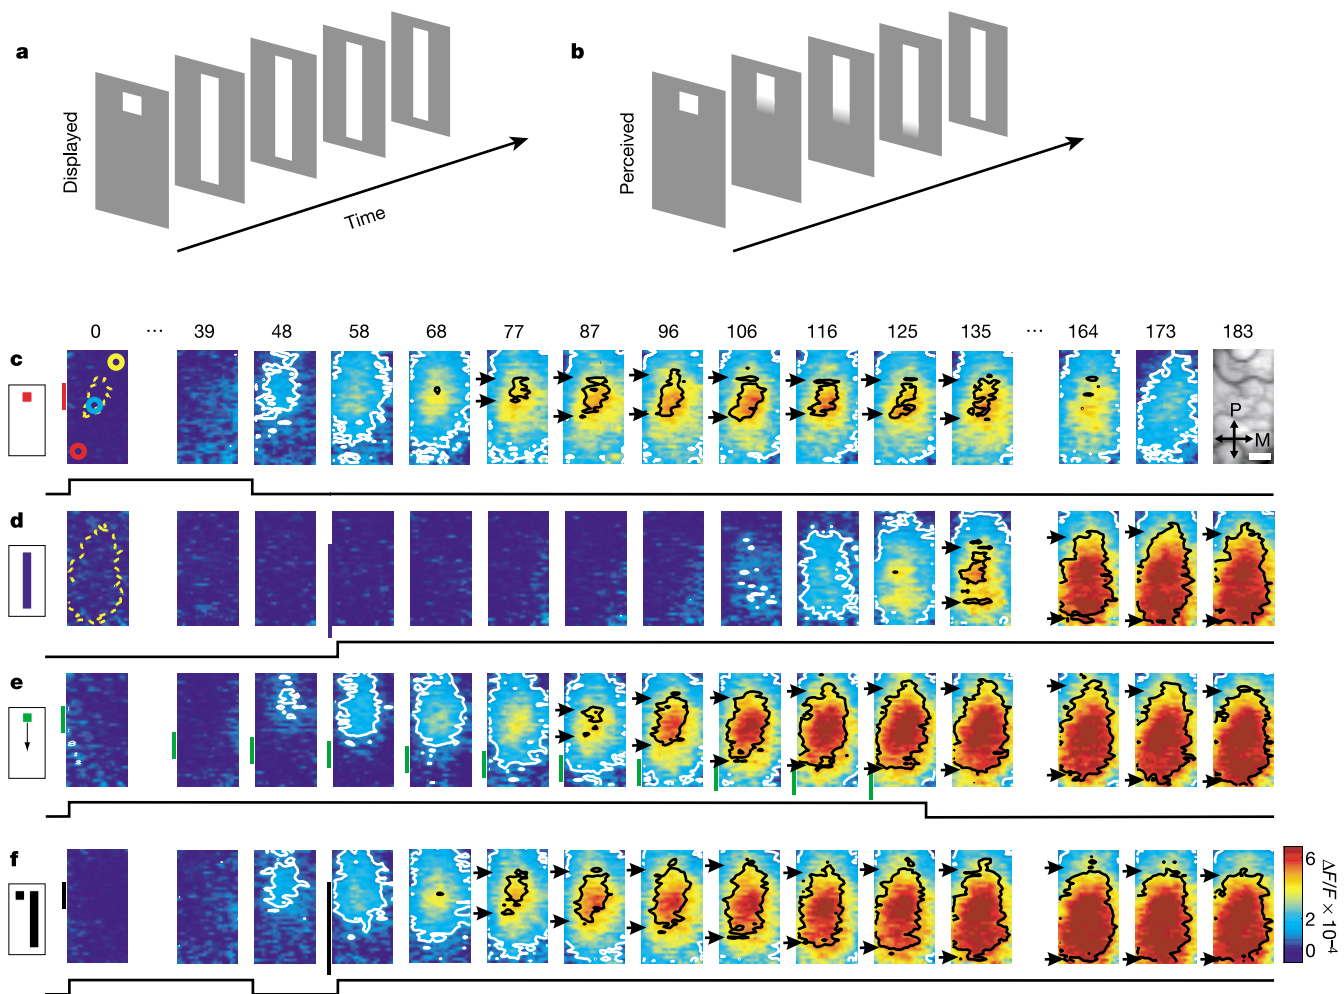 a
b
Displayed
Perceived
Time
0 ··· 39 48 58 68 77 87 96 106 116 125 135 ··· 164 173 183
c
P
M
d
e
f
6
2
0
ΔF/F × 10⁻⁴